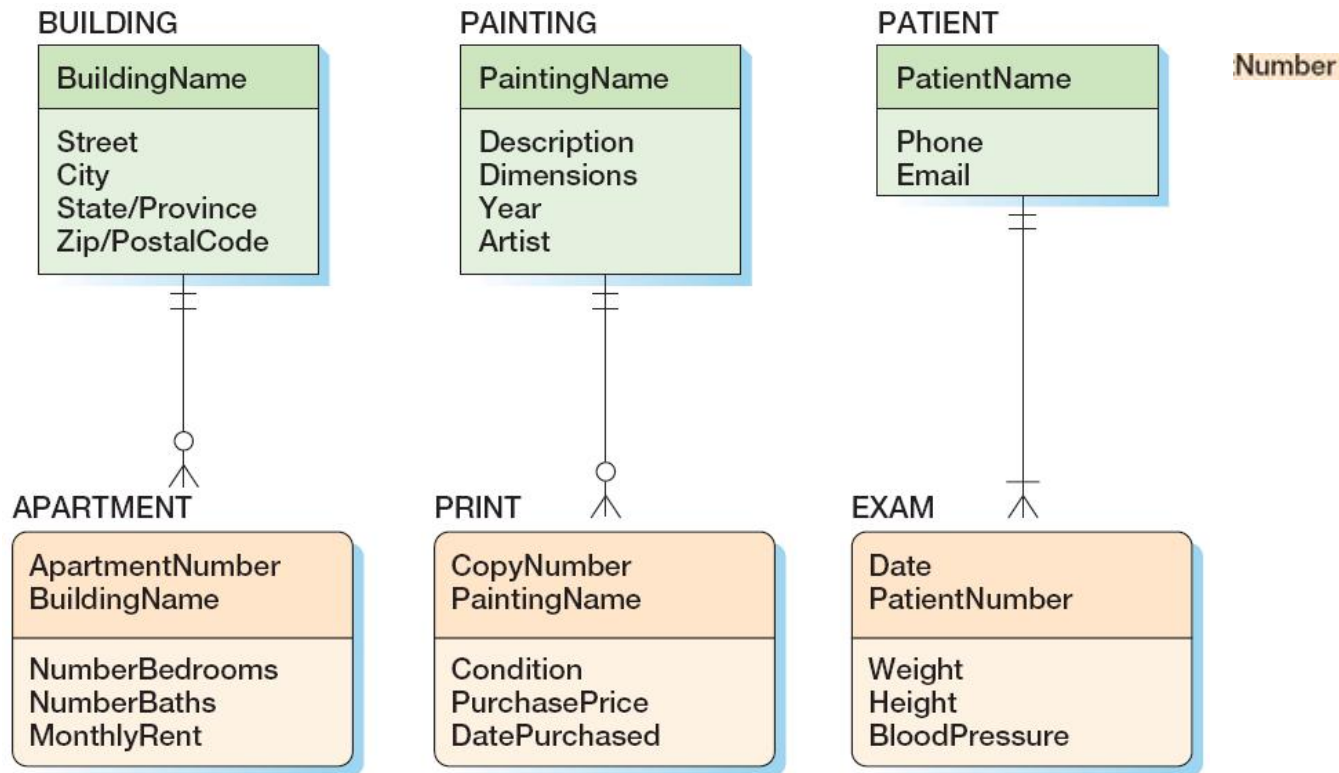 BUILDING
BuildingName
Street
City
State/Province
Zip/PostalCode
APARTMENT
ApartmentNumber
BuildingName
NumberBedrooms
NumberBaths
MonthlyRent
PAINTING
PaintingName
Description
Dimensions
Year
Artist
PRINT
CopyNumber
PaintingName
Condition
PurchasePrice
DatePurchased
PATIENT
PatientName
Phone
Email
EXAM
Date
PatientNumber
Weight
Height
BloodPressure
Number